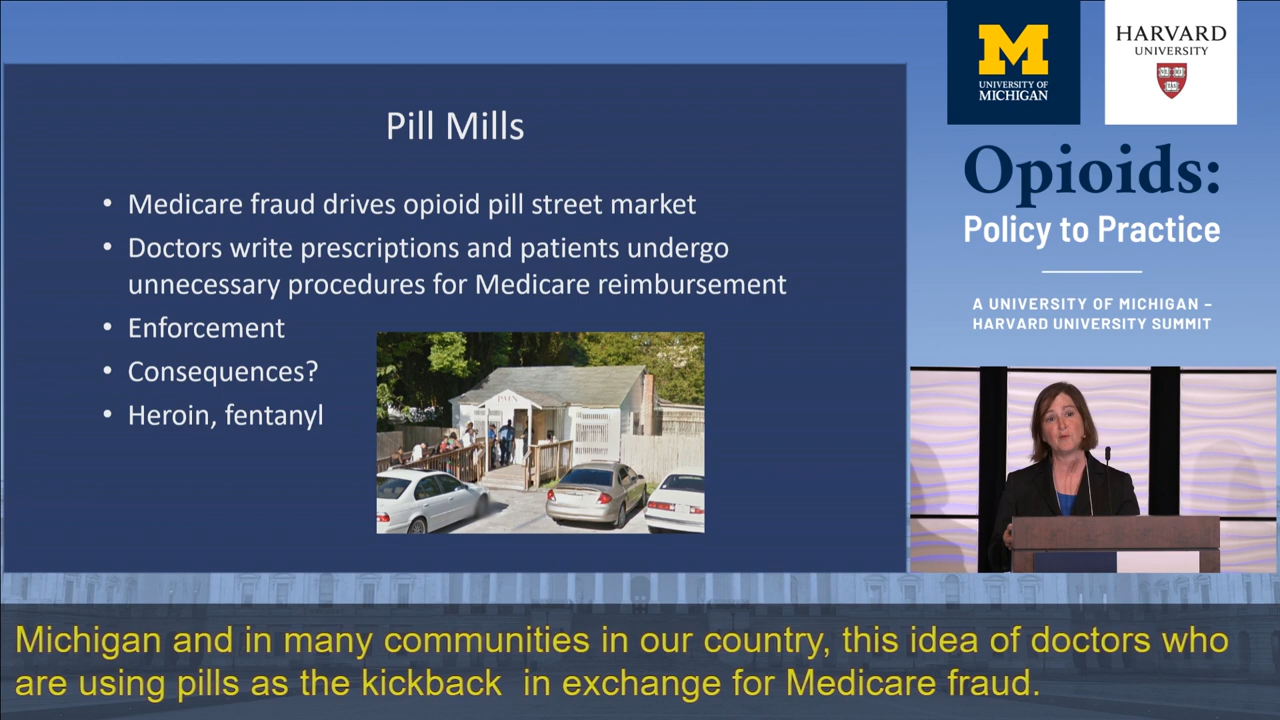 Pill Mills
• Medicare fraud drives opioid pill street market
• Doctors write prescriptions and patients undergo
unnecessary procedures for Medicare reimbursement
• Enforcement
• Consequences?
• Heroin, fentanyl
PAIN
M
UNIVERSITY OF
MICHIGAN
HARVARD
UNIVERSITY
Opioids:
Policy to Practice
A UNIVERSITY OF MICHIGAN –
HARVARD UNIVERSITY SUMMIT
Michigan and in many communities in our country, this idea of doctors who
are using pills as the kickback  in exchange for Medicare fraud.